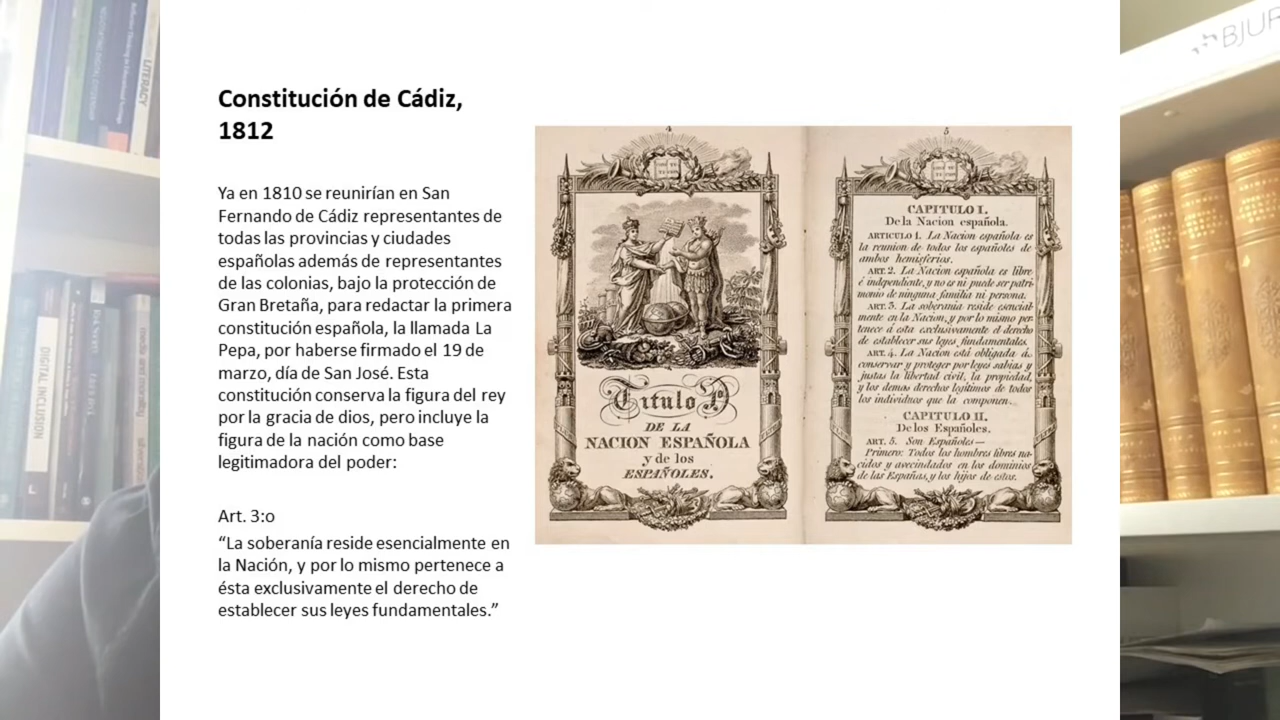 Constitución de Cádiz,
1812
Ya en 1810 se reunirían en San
Fernando de Cádiz representantes de
todas las provincias y ciudades
españolas además de representantes
de las colonias, bajo la protección de
Gran Bretaña, para redactar la primera
constitución española, la llamada La
Pepa, por haberse firmado el 19 de
marzo, día de San José. Esta
constitución conserva la figura del rey
por la gracia de dios, pero incluye la
figura de la nación como base
legitimadora del poder:
Art. 3:o
“La soberanía reside esencialmente en
la Nación, y por lo mismo pertenece a
ésta exclusivamente el derecho de
establecer sus leyes fundamentales.”
4
Titulo Iº
DE LA
NACION ESPAÑOLA
y de los
ESPAÑOLES.
5
CAPITULO I.
De la Nacion española.
ARTICULO 1. La Nacion española es
la reunion de todos los españoles de
ambos hemisferios.
ART. 2. La Nacion española es libre
é independiente, y no es ni puede ser patri-
monio de ninguna familia ni persona.
ART. 3. La soberania reside esencial-
mente en la Nacion, y por lo mismo per-
tenece á esta esclusivamente el derecho
de establecer sus leyes fundamentales.
ART. 4. La Nacion está obligada á
conservar y proteger por leyes sabias y
justas la libertad civil, la propiedad,
y los demas derechos legitimos de todos
los individuos que la componen.
CAPITULO II.
De los Españoles.
ART. 5. Son Españoles—
Primero: Todos los hombres libres na-
cidos y avecindados en los dominios
de las Españas, y los hijos de estos.
LITERACY
DIGITAL INCLUSION
BJUR